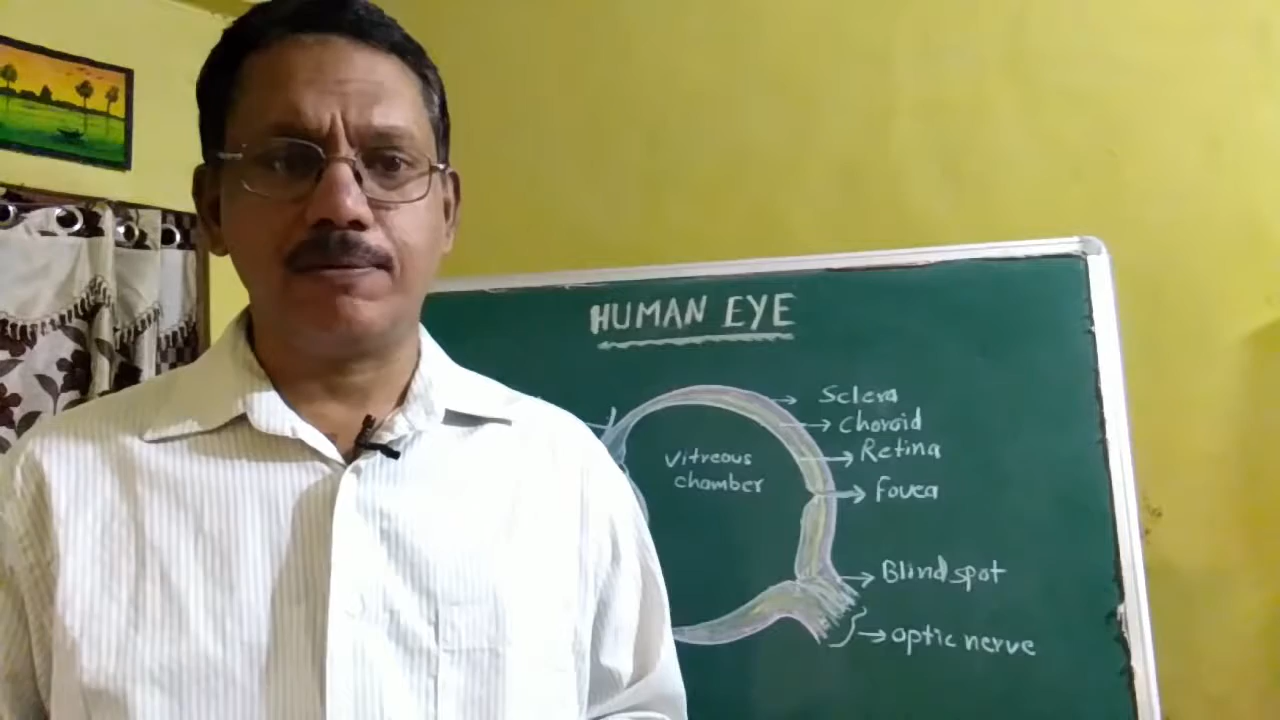 HUMAN EYE
Sclera
Choroid
Retina
Fovea
Vitreous
chamber
Blind spot
optic nerve